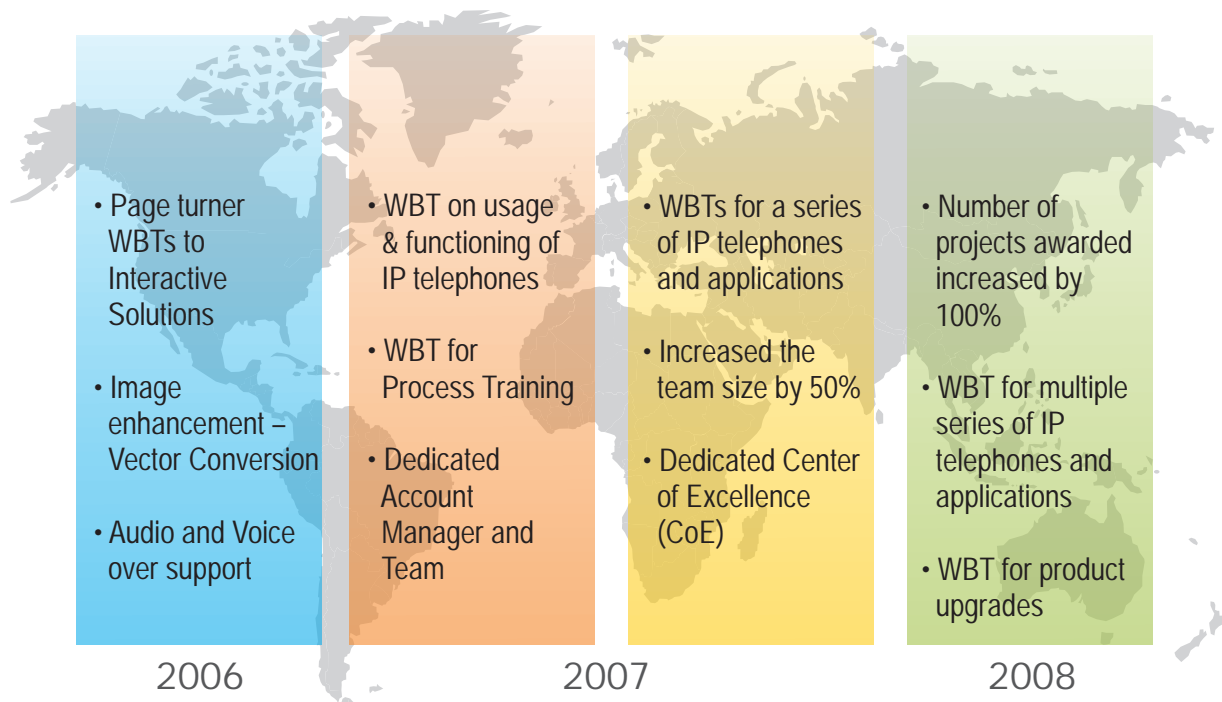 • Page turner
WBTs to
Interactive
Solutions
• Image
enhancement –
Vector Conversion
• Audio and Voice
over support
• WBT on usage
& functioning of
IP telephones
• WBT for
Process Training
• Dedicated
Account
Manager and
Team
• WBTs for a series
of IP telephones
and applications
• Increased the
team size by 50%
• Dedicated Center
of Excellence
(CoE)
• Number of
projects awarded
increased by
100%
• WBT for multiple
series of IP
telephones and
applications
• WBT for product
upgrades
2006
2007
2008